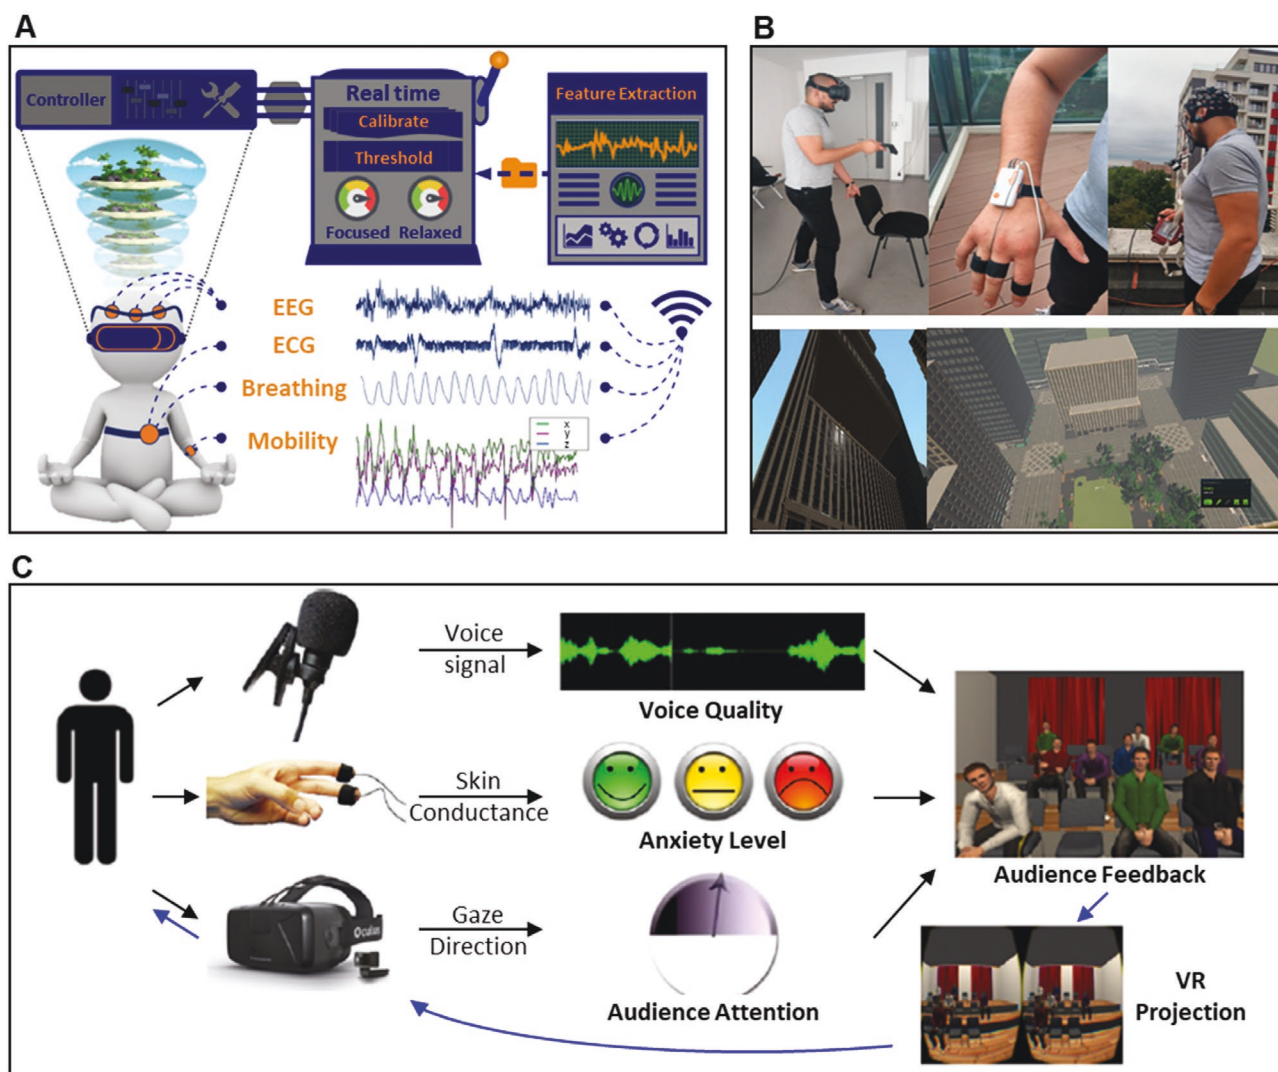 A
Controller
Real time
Calibrate
Threshold
Focused Relaxed
Feature Extraction
EEG
ECG
Breathing
Mobility
x
y
z
B
C
Voice
signal
Voice Quality
Skin
Conductance
Anxiety Level
oculus
Gaze
Direction
Audience Attention
Audience Feedback
VR
Projection